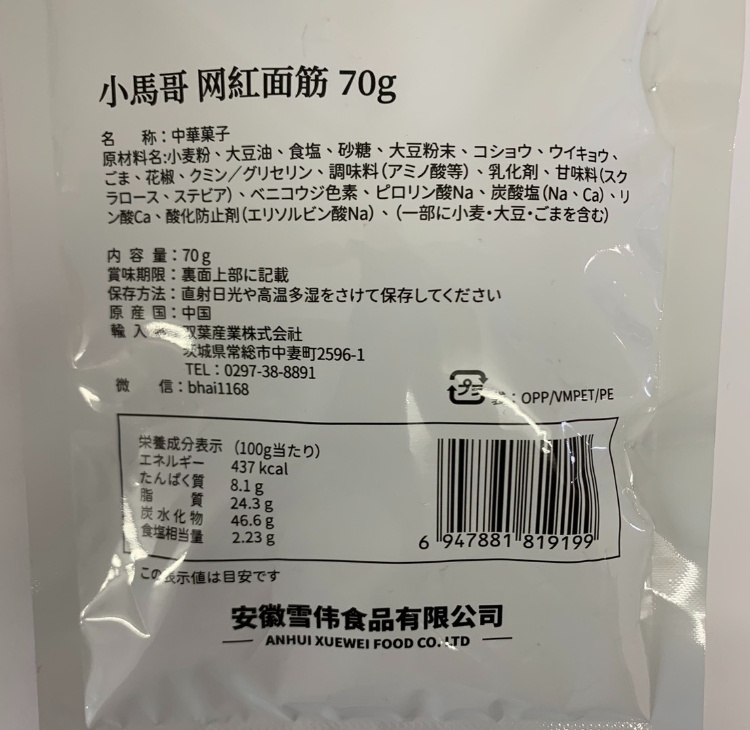 小馬哥 网紅面筋 70g
名 称：中華菓子
原材料名:小麦粉、大豆油、食塩、砂糖、大豆粉末、コショウ、ウイキョウ、
ごま、花椒、クミン／グリセリン、調味料（アミノ酸等）、乳化剤、甘味料（スク
ラロース、ステビア）、ベニコウジ色素、ピロリン酸Na、炭酸塩（Na、Ca）、リ
ン酸Ca、酸化防止剤（エリソルビン酸Na）、（一部に小麦・大豆・ごまを含む）
内 容 量：70g
賞味期限：裏面上部に記載
保存方法：直射日光や高温多湿をさけて保存してください
原 産 国：中国
輸 入 双葉産業株式会社
茨城県常総市中妻町2596-1
TEL：0297-38-8891
微 信：bhai1168
プラ ：OPP/VMPET/PE
栄養成分表示 （100g当たり）
エネルギー 437 kcal
たんぱく質 8.1 g
脂 質 24.3 g
炭水化物 46.6 g
食塩相当量 2.23 g
6 947881 819199
この表示値は目安です
安徽雪伟食品有限公司
ANHUI XUEWEI FOOD CO. LTD